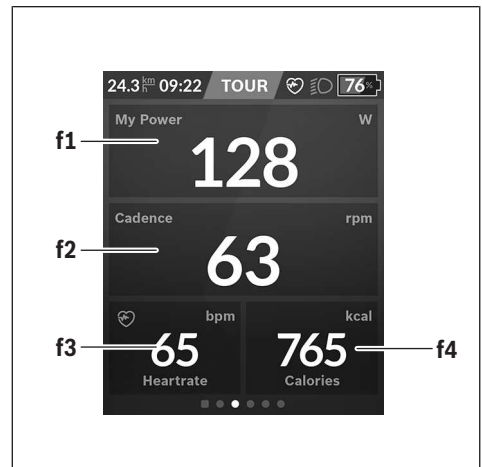 24.3 km/h 09:22 TOUR 76%
My Power W
f1
128
Cadence rpm
f2
63
bpm kcal
f3 65 765 f4
Heartrate Calories